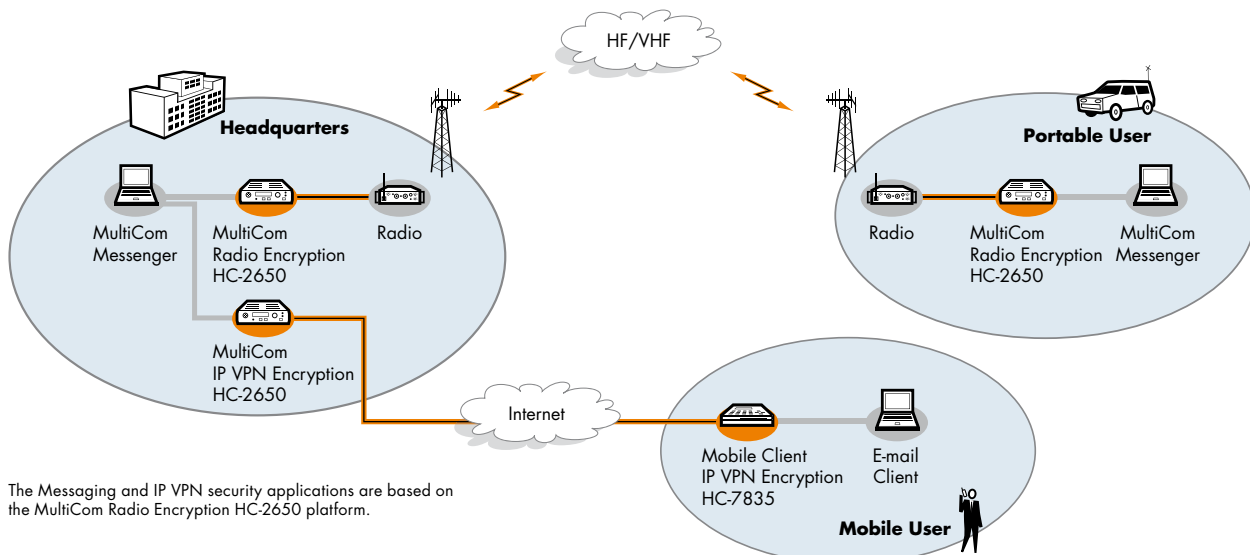 HF/VHF
Headquarters
MultiCom
Messenger
MultiCom
Radio Encryption
HC-2650
Radio
MultiCom
IP VPN Encryption
HC-2650
Portable User
Radio
MultiCom
Radio Encryption
HC-2650
MultiCom
Messenger
Internet
Mobile Client
IP VPN Encryption
HC-7835
E-mail
Client
Mobile User
The Messaging and IP VPN security applications are based on
the MultiCom Radio Encryption HC-2650 platform.